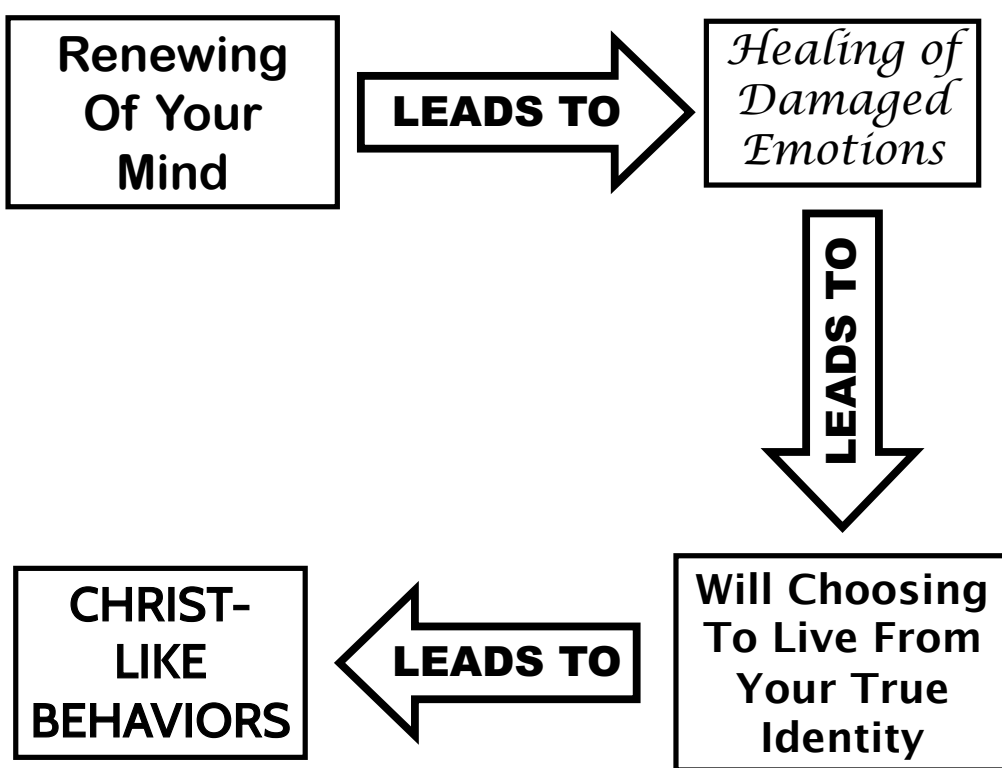 Renewing
Of Your
Mind
LEADS TO
Healing of
Damaged
Emotions
LEADS TO
Will Choosing
To Live From
Your True
Identity
LEADS TO
CHRIST-
LIKE
BEHAVIORS